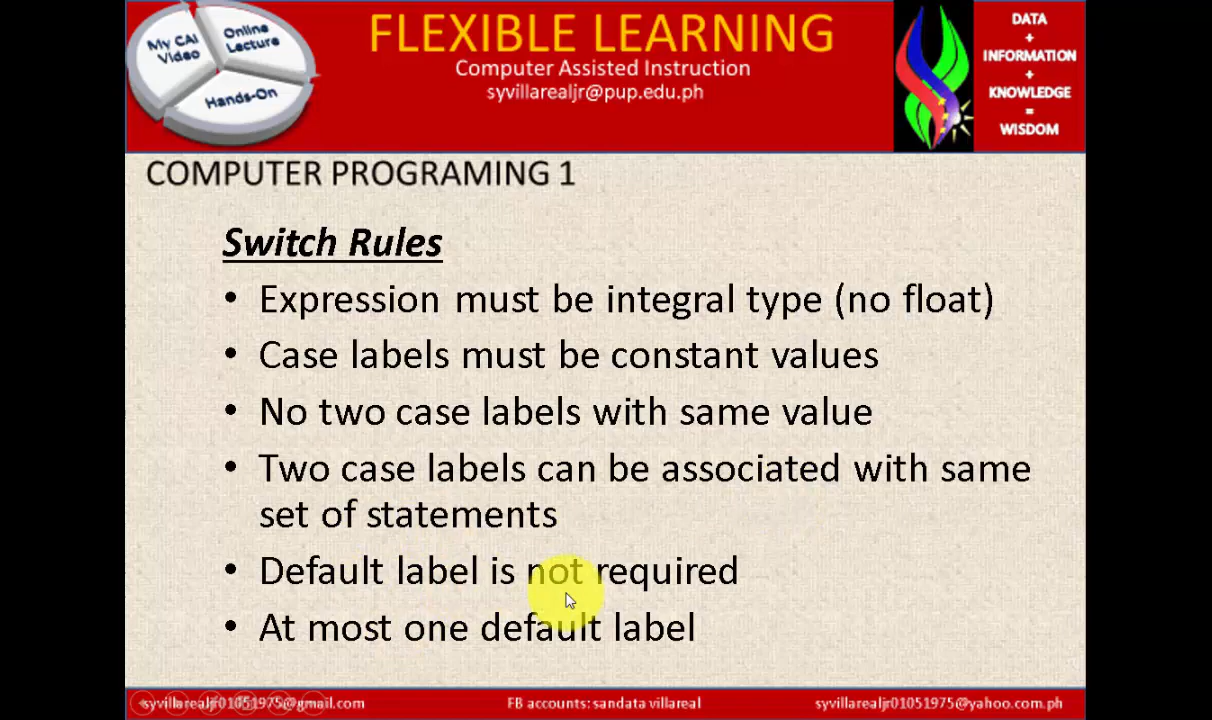 My CAI
Video
Online
Lecture
Hands-On
FLEXIBLE LEARNING
Computer Assisted Instruction
syvillarealjr@pup.edu.ph
DATA
+
INFORMATION
+
KNOWLEDGE
=
WISDOM
COMPUTER PROGRAMING 1
Switch Rules
• Expression must be integral type (no float)
• Case labels must be constant values
• No two case labels with same value
• Two case labels can be associated with same
set of statements
• Default label is not required
• At most one default label
syvillarealjr01051975@gmail.com
FB accounts: sandata villareal
syvillarealjr01051975@yahoo.com.ph